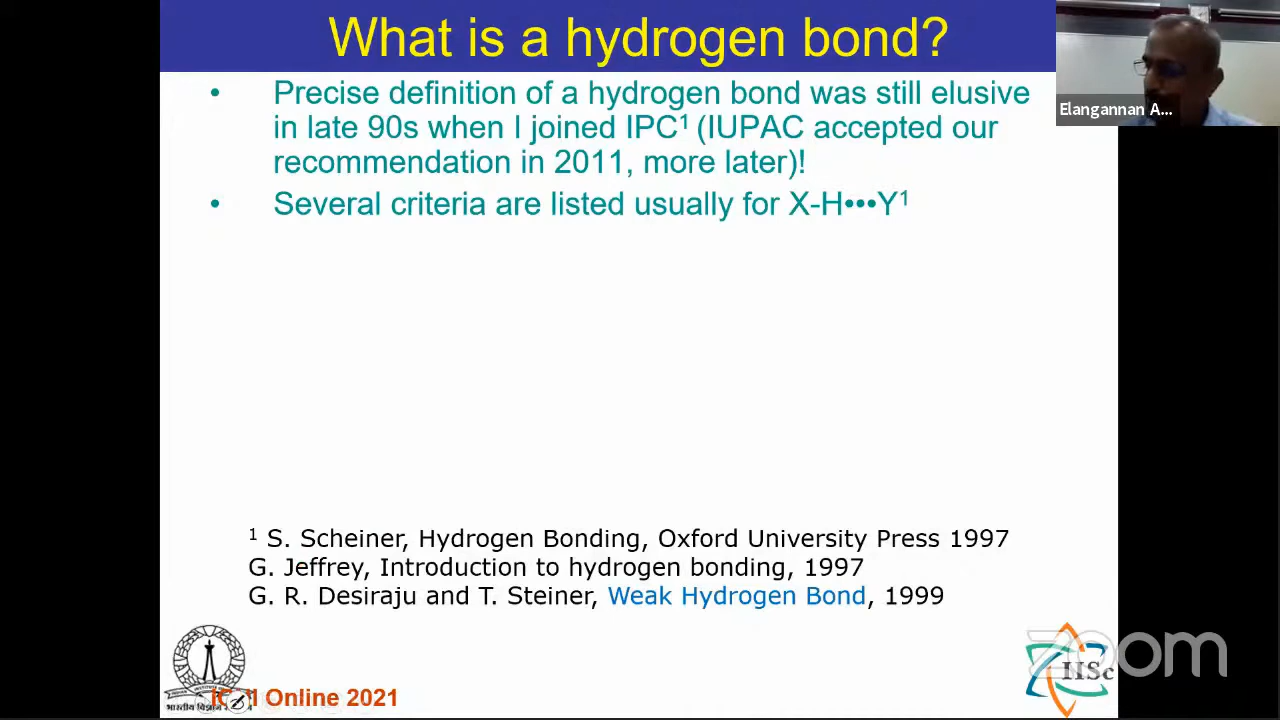 What is a hydrogen bond?
Elangannan A...
• Precise definition of a hydrogen bond was still elusive
in late 90s when I joined IPC¹ (IUPAC accepted our
recommendation in 2011, more later)!
• Several criteria are listed usually for X-H•••Y¹
¹ S. Scheiner, Hydrogen Bonding, Oxford University Press 1997
G. Jeffrey, Introduction to hydrogen bonding, 1997
G. R. Desiraju and T. Steiner, Weak Hydrogen Bond, 1999
zoom
IISc
Online 2021
भारतीय विज्ञान